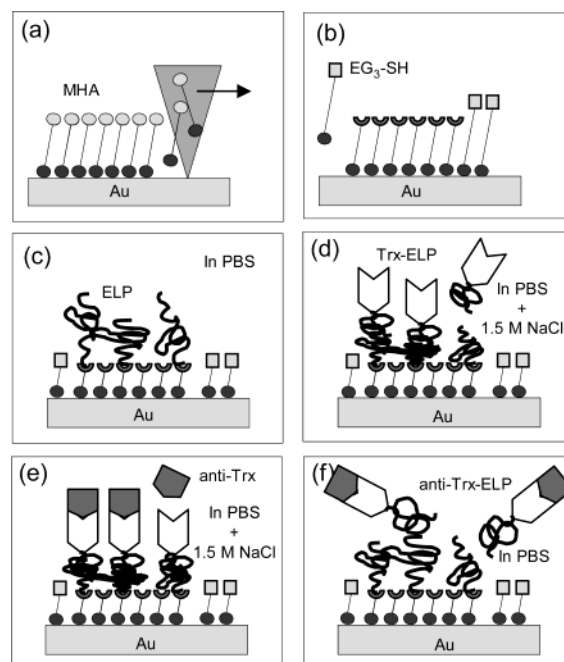 (a)
MHA
Au
(b)
EG₃-SH
Au
(c)
In PBS
ELP
Au
(d)
Trx-ELP
In PBS
+
1.5 M NaCl
Au
(e)
anti-Trx
In PBS
+
1.5 M NaCl
Au
(f)
anti-Trx-ELP
In PBS
Au